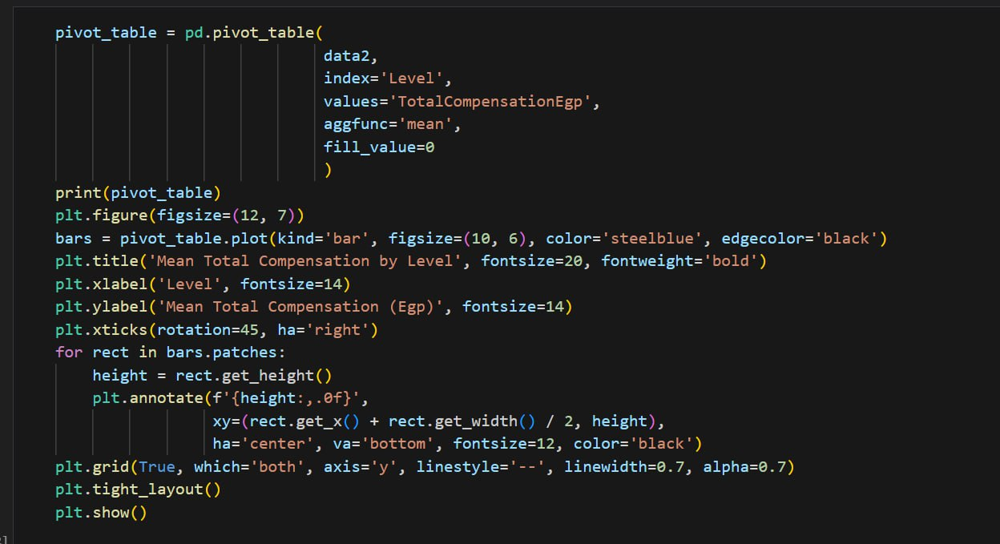 pivot_table = pd.pivot_table(
data2,
index='Level',
values='TotalCompensationEgp',
aggfunc='mean',
fill_value=0
)
print(pivot_table)
plt.figure(figsize=(12, 7))
bars = pivot_table.plot(kind='bar', figsize=(10, 6), color='steelblue', edgecolor='black')
plt.title('Mean Total Compensation by Level', fontsize=20, fontweight='bold')
plt.xlabel('Level', fontsize=14)
plt.ylabel('Mean Total Compensation (Egp)', fontsize=14)
plt.xticks(rotation=45, ha='right')
for rect in bars.patches:
height = rect.get_height()
plt.annotate(f'{height:,.0f}',
xy=(rect.get_x() + rect.get_width() / 2, height),
ha='center', va='bottom', fontsize=12, color='black')
plt.grid(True, which='both', axis='y', linestyle='--', linewidth=0.7, alpha=0.7)
plt.tight_layout()
plt.show()